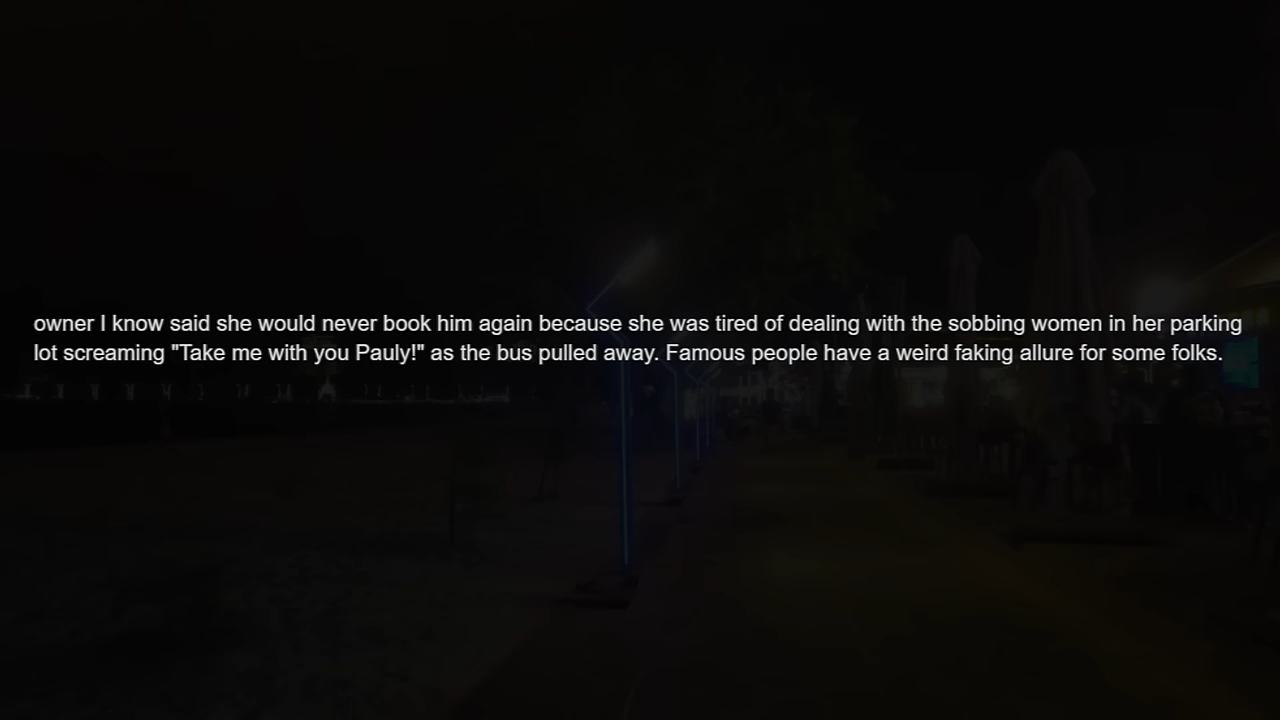 owner I know said she would never book him again because she was tired of dealing with the sobbing women in her parking
lot screaming "Take me with you Pauly!" as the bus pulled away. Famous people have a weird faking allure for some folks.